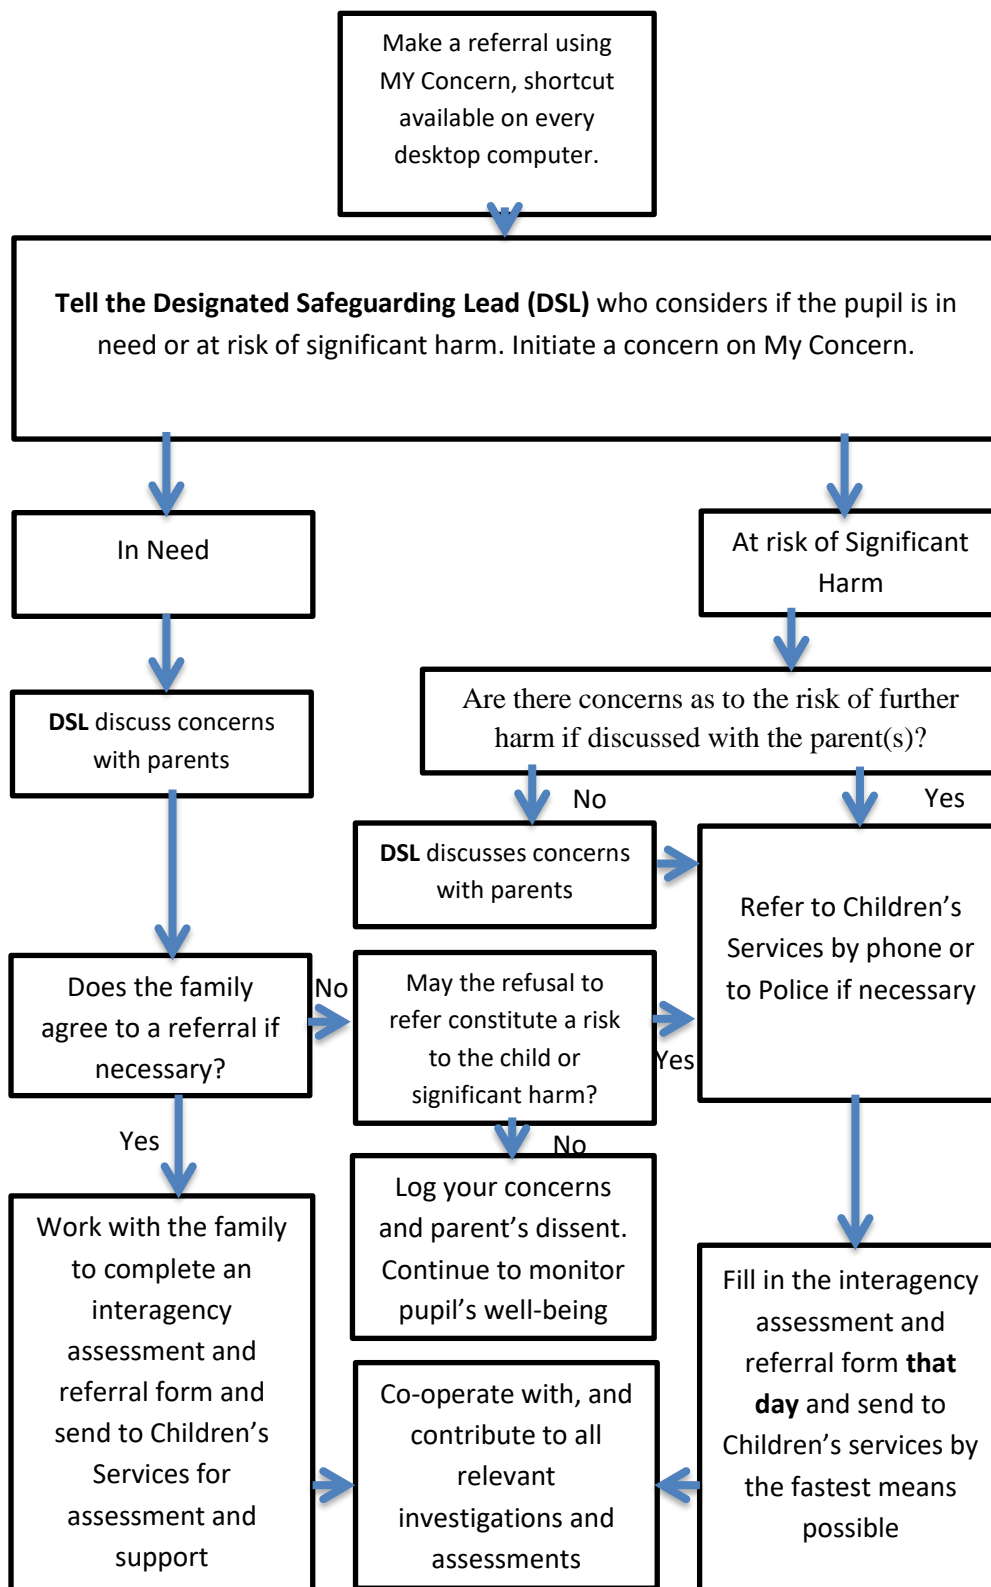 Make a referral using
MY Concern, shortcut
available on every
desktop computer.
Tell the Designated Safeguarding Lead (DSL) who considers if the pupil is in
need or at risk of significant harm. Initiate a concern on My Concern.
In Need
At risk of Significant
Harm
DSL discuss concerns
with parents
Are there concerns as to the risk of further
harm if discussed with the parent(s)?
No
Yes
DSL discusses concerns
with parents
Refer to Children’s
Services by phone or
to Police if necessary
Does the family
agree to a referral if
necessary?
No
May the refusal to
refer constitute a risk
to the child or
significant harm?
Yes
Yes
No
Log your concerns
and parent’s dissent.
Continue to monitor
pupil’s well-being
Work with the family
to complete an
interagency
assessment and
referral form and
send to Children’s
Services for
assessment and
support
Fill in the interagency
assessment and
referral form that
day and send to
Children’s services by
the fastest means
possible
Co-operate with, and
contribute to all
relevant
investigations and
assessments